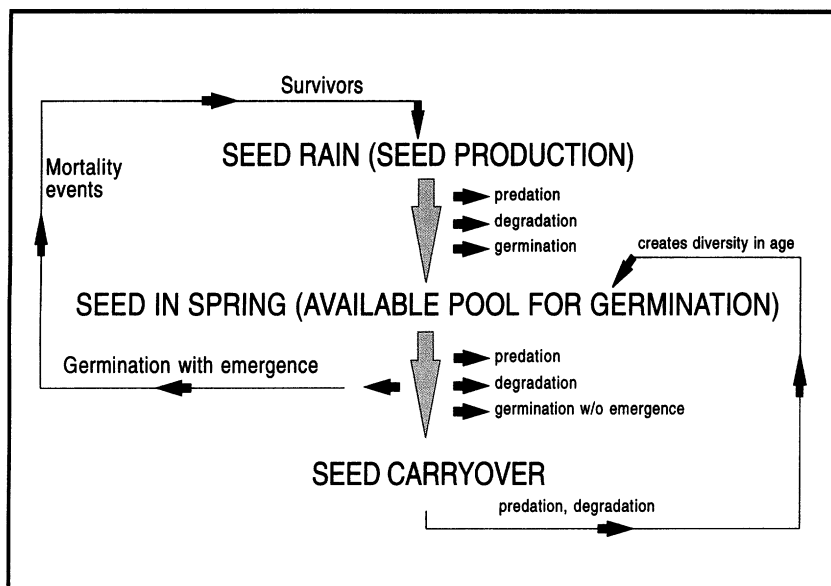 Survivors
SEED RAIN (SEED PRODUCTION)
Mortality
events
predation
degradation
germination
creates diversity in age
SEED IN SPRING (AVAILABLE POOL FOR GERMINATION)
Germination with emergence
predation
degradation
germination w/o emergence
SEED CARRYOVER
predation, degradation